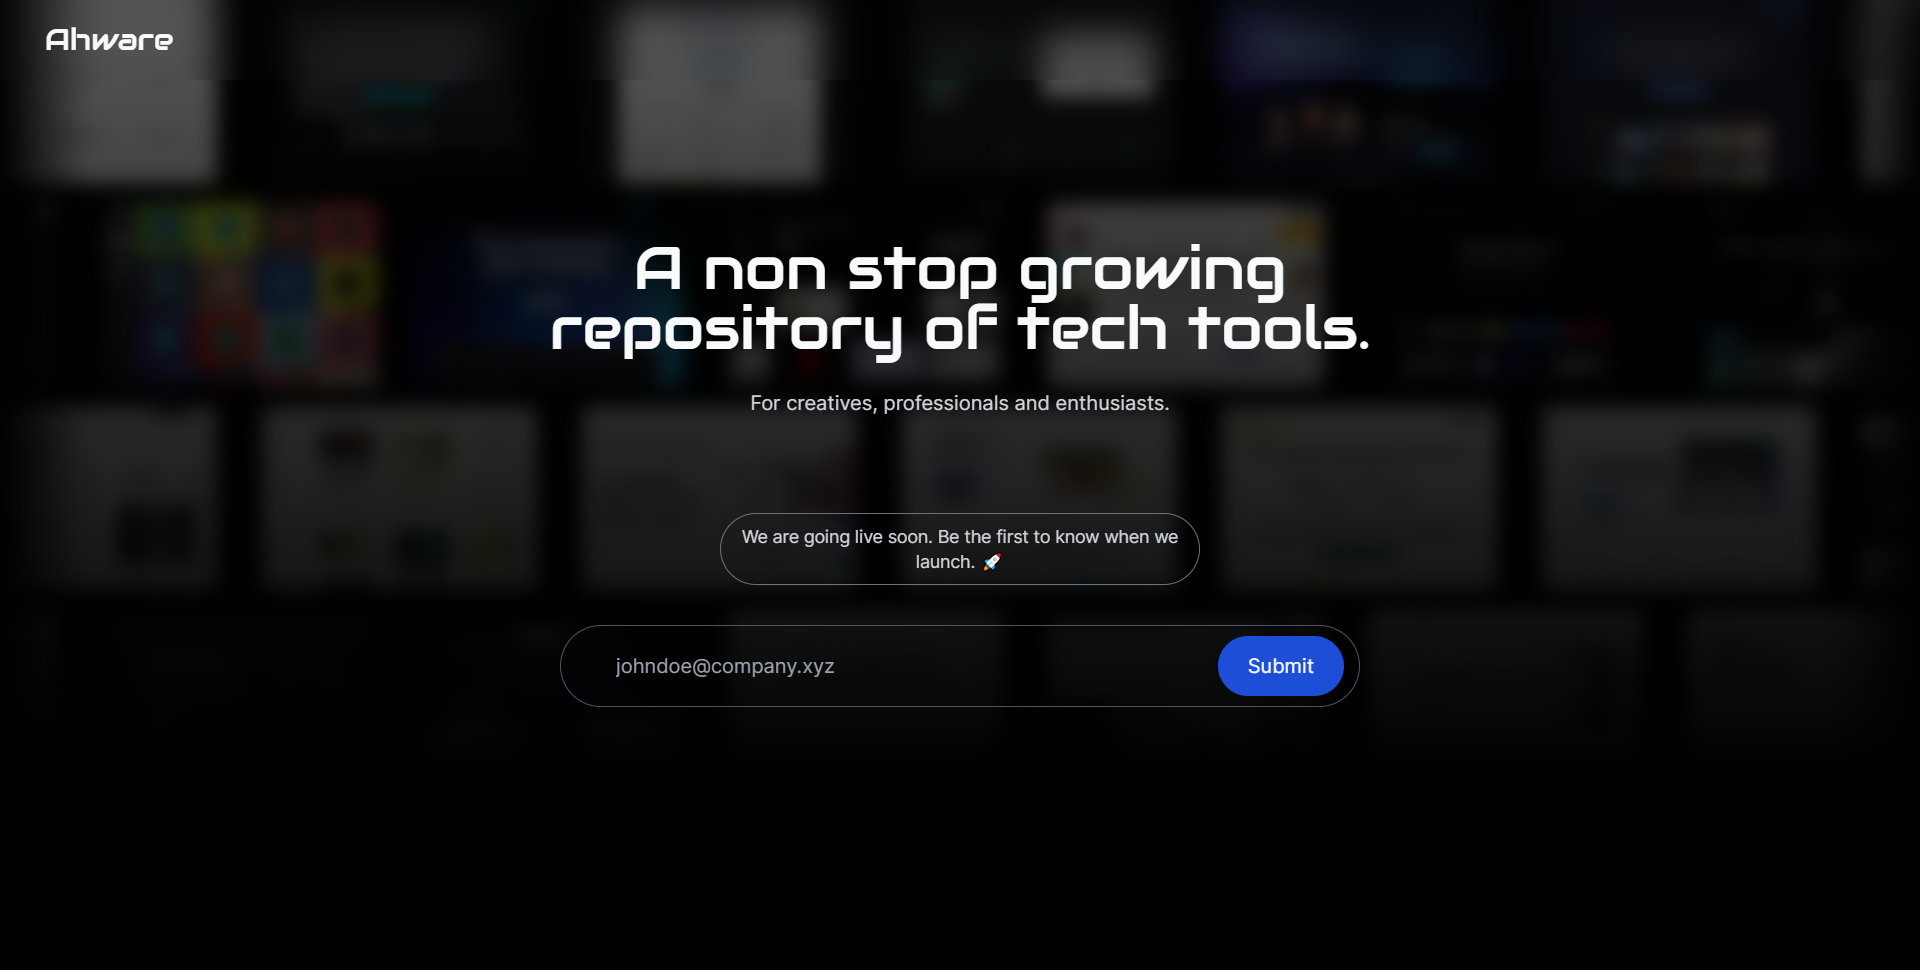 Ahware
A non stop growing
repository of tech tools.
For creatives, professionals and enthusiasts.
We are going live soon. Be the first to know when we
launch. 🚀
johndoe@company.xyz
Submit